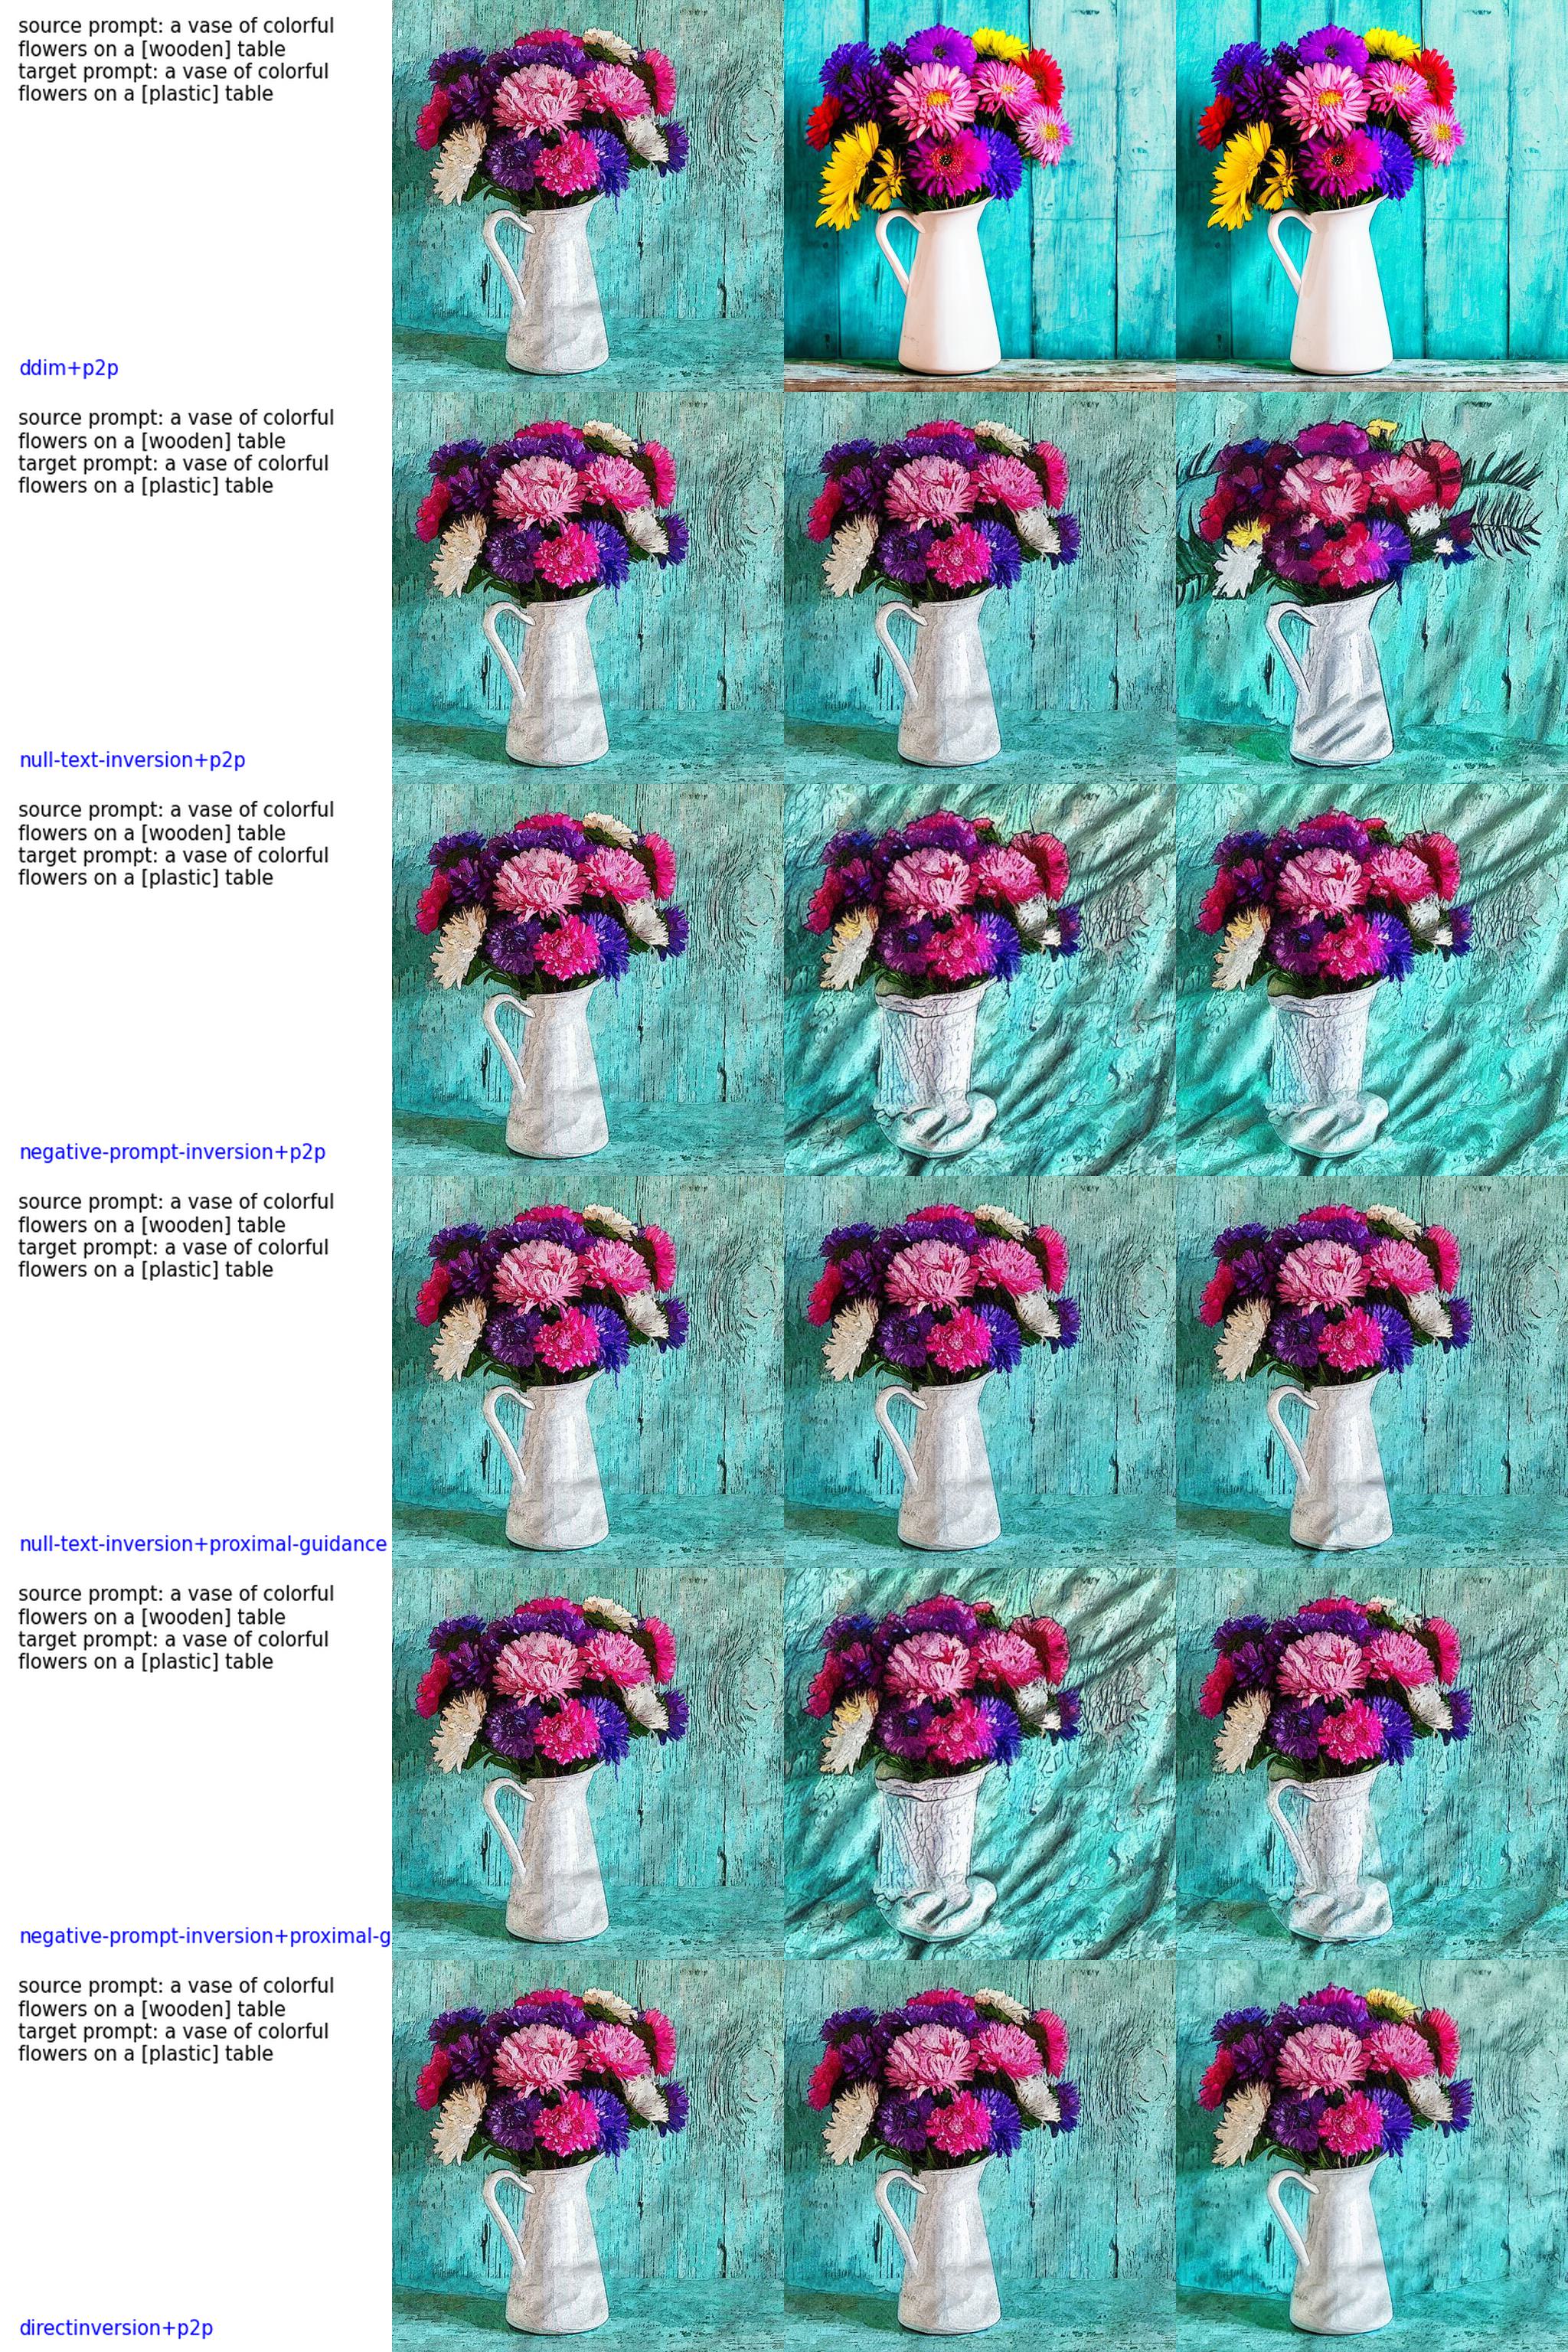 source prompt: a vase of colorful
flowers on a [wooden] table
target prompt: a vase of colorful
flowers on a [plastic] table
ddim+p2p
source prompt: a vase of colorful
flowers on a [wooden] table
target prompt: a vase of colorful
flowers on a [plastic] table
null-text-inversion+p2p
source prompt: a vase of colorful
flowers on a [wooden] table
target prompt: a vase of colorful
flowers on a [plastic] table
negative-prompt-inversion+p2p
source prompt: a vase of colorful
flowers on a [wooden] table
target prompt: a vase of colorful
flowers on a [plastic] table
null-text-inversion+proximal-guidance
source prompt: a vase of colorful
flowers on a [wooden] table
target prompt: a vase of colorful
flowers on a [plastic] table
negative-prompt-inversion+proximal-g
source prompt: a vase of colorful
flowers on a [wooden] table
target prompt: a vase of colorful
flowers on a [plastic] table
directinversion+p2p